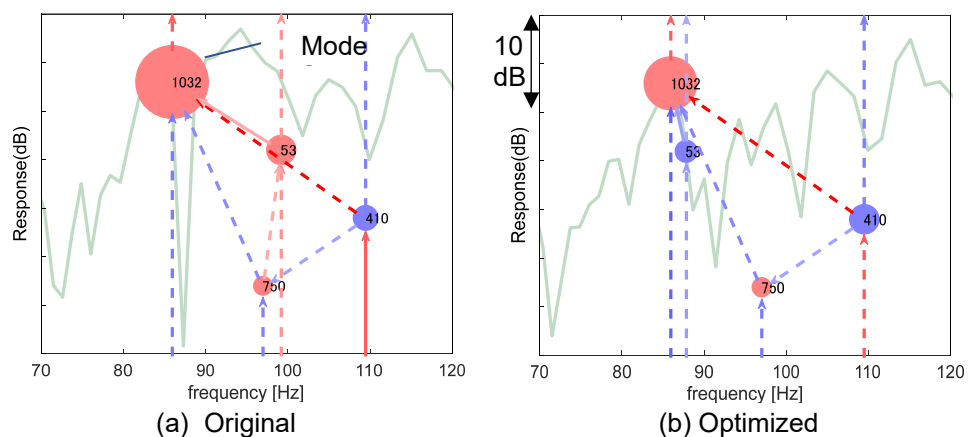 Mode
1032
53
410
750
Response(dB)
70 80 90 100 110 120
frequency [Hz]
(a) Original
10
dB
1032
53
410
750
Response(dB)
70 80 90 100 110 120
frequency [Hz]
(b) Optimized